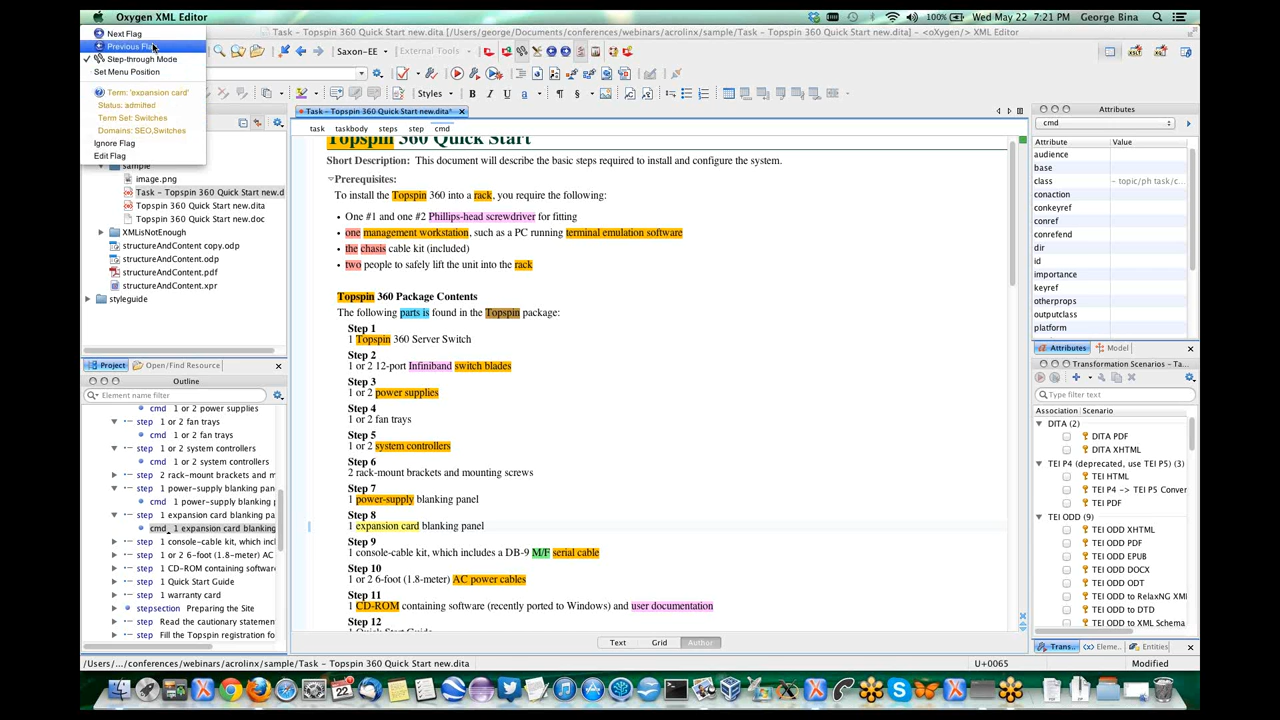 Oxygen XML Editor
100%
Wed May 22 7:21 PM
George Bina
Task – Topspin 360 Quick Start new.dita [/Users/george/Documents/conferences/webinars/acrolinx/sample/Task – Topspin 360 Quick Start new.dita] – <oXygen/> XML Editor
Next Flag
Previous Flag
Step-through Mode
Set Menu Position
Term: 'expansion card'
Status: admitted
Term Set: Switches
Domains: SEO,Switches
Ignore Flag
Edit Flag
Saxon-EE
External Tools
Styles
B I U a
sample
image.png
Task - Topspin 360 Quick Start new.d
Topspin 360 Quick Start new.dita
Topspin 360 Quick Start new.doc
XMLisNotEnough
structureAndContent copy.odp
structureAndContent.odp
structureAndContent.pdf
structureAndContent.xpr
styleguide
Project
Open/Find Resource
Outline
Element name filter
cmd 1 or 2 power supplies
step 1 or 2 fan trays
cmd 1 or 2 fan trays
step 1 or 2 system controllers
cmd 1 or 2 system controllers
step 2 rack-mount brackets and m
step 1 power-supply blanking pan
cmd 1 power-supply blanking p
step 1 expansion card blanking pa
cmd 1 expansion card blanking
step 1 console-cable kit, which incl
step 1 or 2 6-foot (1.8-meter) AC
step 1 CD-ROM containing softwar
step 1 Quick Start Guide
step 1 warranty card
stepsection Preparing the Site
step Read the cautionary statemen
step Fill the Topspin registration fo
Task - Topspin 360 Quick Start new.dita*
task taskbody steps step cmd
Topspin 360 Quick Start
Short Description: This document will describe the basic steps required to install and configure the system.
Prerequisites:
To install the Topspin 360 into a rack, you require the following:
• One #1 and one #2 Phillips-head screwdriver for fitting
• one management workstation, such as a PC running terminal emulation software
• the chasis cable kit (included)
• two people to safely lift the unit into the rack
Topspin 360 Package Contents
The following parts is found in the Topspin package:
Step 1
1 Topspin 360 Server Switch
Step 2
1 or 2 12-port Infiniband switch blades
Step 3
1 or 2 power supplies
Step 4
1 or 2 fan trays
Step 5
1 or 2 system controllers
Step 6
2 rack-mount brackets and mounting screws
Step 7
1 power-supply blanking panel
Step 8
1 expansion card blanking panel
Step 9
1 console-cable kit, which includes a DB-9 M/F serial cable
Step 10
1 or 2 6-foot (1.8-meter) AC power cables
Step 11
1 CD-ROM containing software (recently ported to Windows) and user documentation
Step 12
1 Quick Start Guide
Text Grid Author
Attributes
cmd
Attribute Value
audience
base
class – topic/ph task/c...
conaction
conkeyref
conref
conrefend
dir
id
importance
keyref
otherprops
outputclass
platform
Attributes Model
Transformation Scenarios – Ta...
Type filter text
Association Scenario
DITA (2)
DITA PDF
DITA XHTML
TEI P4 (deprecated, use TEI P5) (3)
TEI HTML
TEI P4 -> TEI P5 Conver
TEI PDF
TEI ODD (9)
TEI ODD XHTML
TEI ODD PDF
TEI ODD EPUB
TEI ODD DOCX
TEI ODD ODT
TEI ODD to RelaxNG XMl
TEI ODD to DTD
TEI ODD to XML Schema
Trans... Eleme... Entities
/Users/.../conferences/webinars/acrolinx/sample/Task – Topspin 360 Quick Start new.dita
U+0065
Modified
22